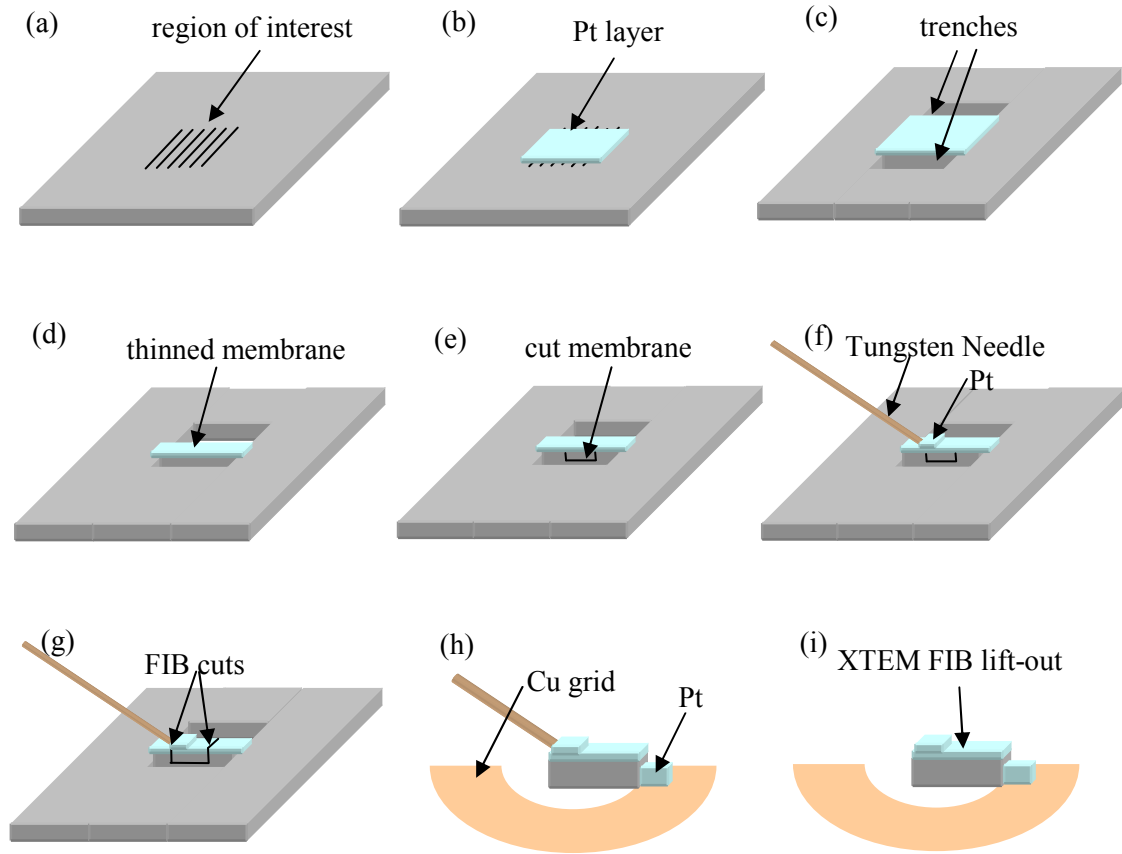 (a)
region of interest
(b)
Pt layer
(c)
trenches
(d)
thinned membrane
(e)
cut membrane
(f)
Tungsten Needle
Pt
(g)
FIB cuts
(h)
Cu grid
Pt
(i)
XTEM FIB lift-out